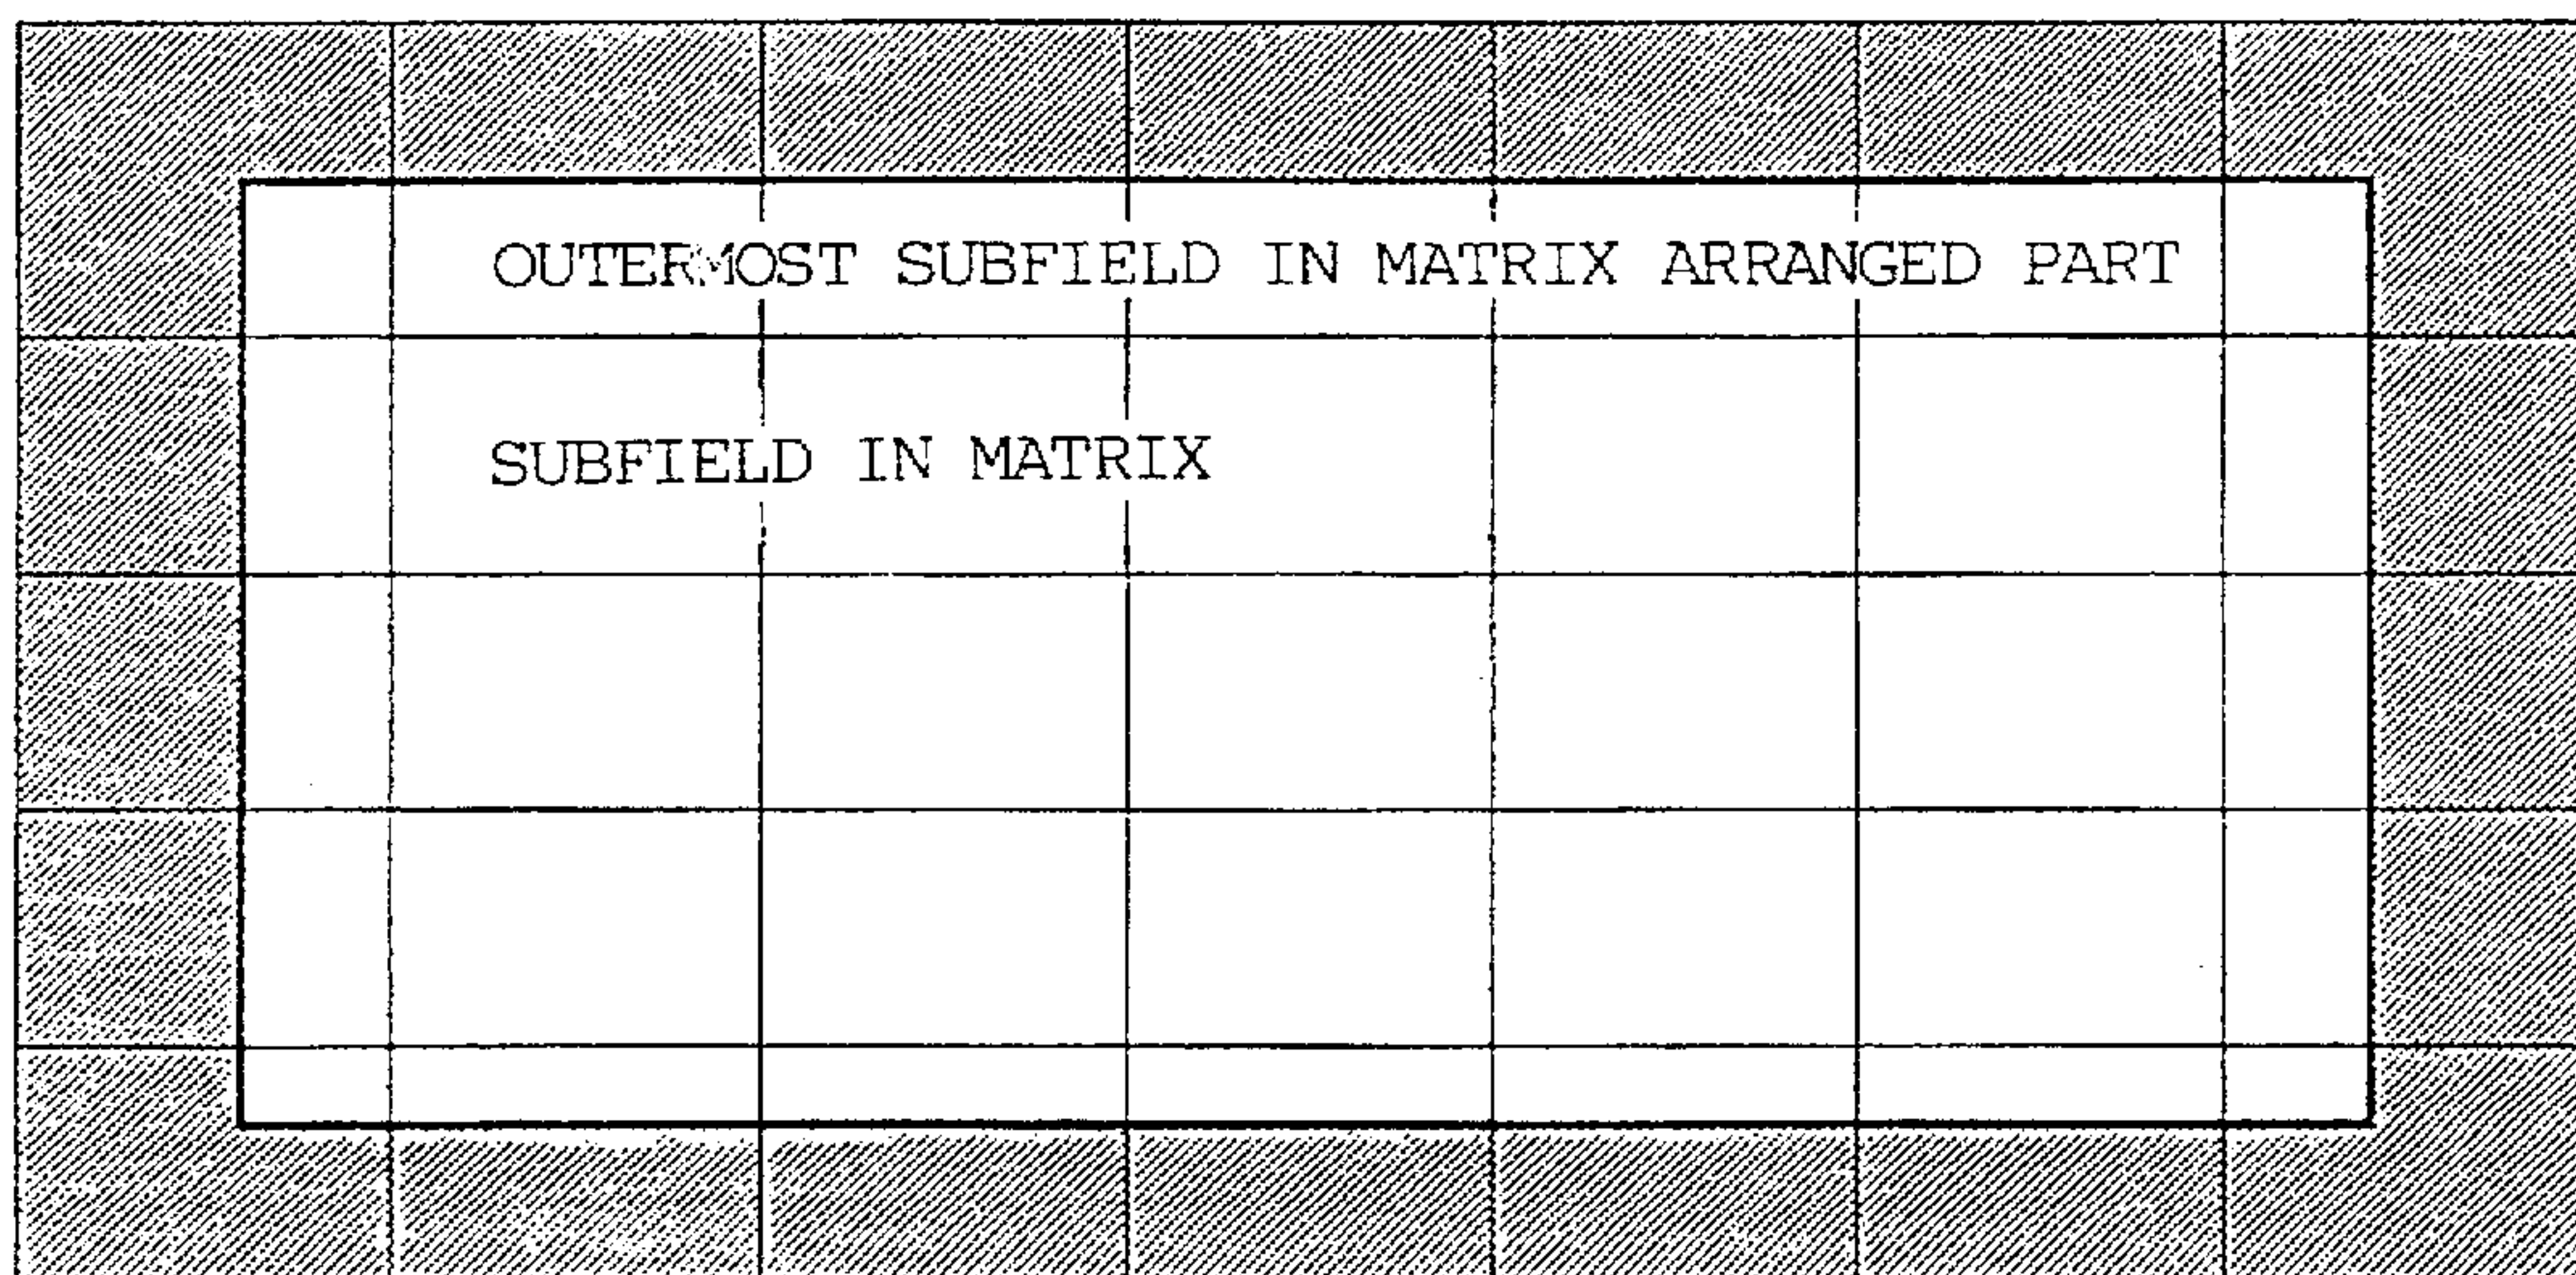 OUTERMOST SUBFIELD IN MATRIX ARRANGED PART
SUBFIELD IN MATRIX